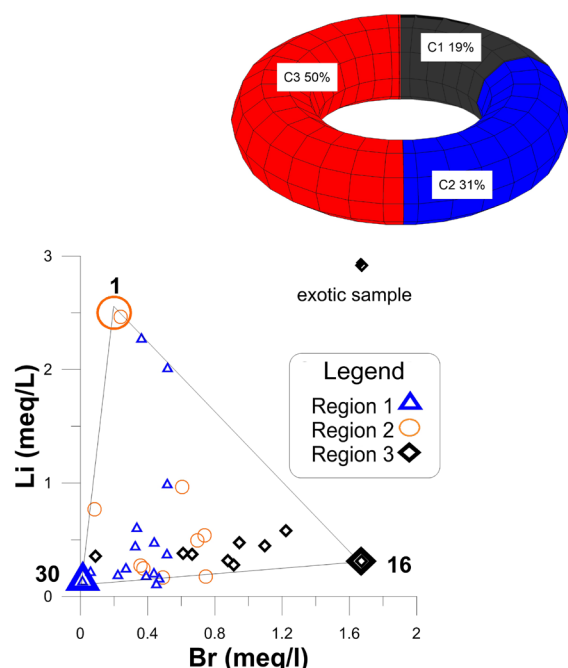 C1 19%
C3 50%
C2 31%
3
1
exotic sample
2
Legend
Region 1
Region 2
Region 3
Li (meq/L)
1
30
16
0
0 0.4 0.8 1.2 1.6 2
Br (meq/l)